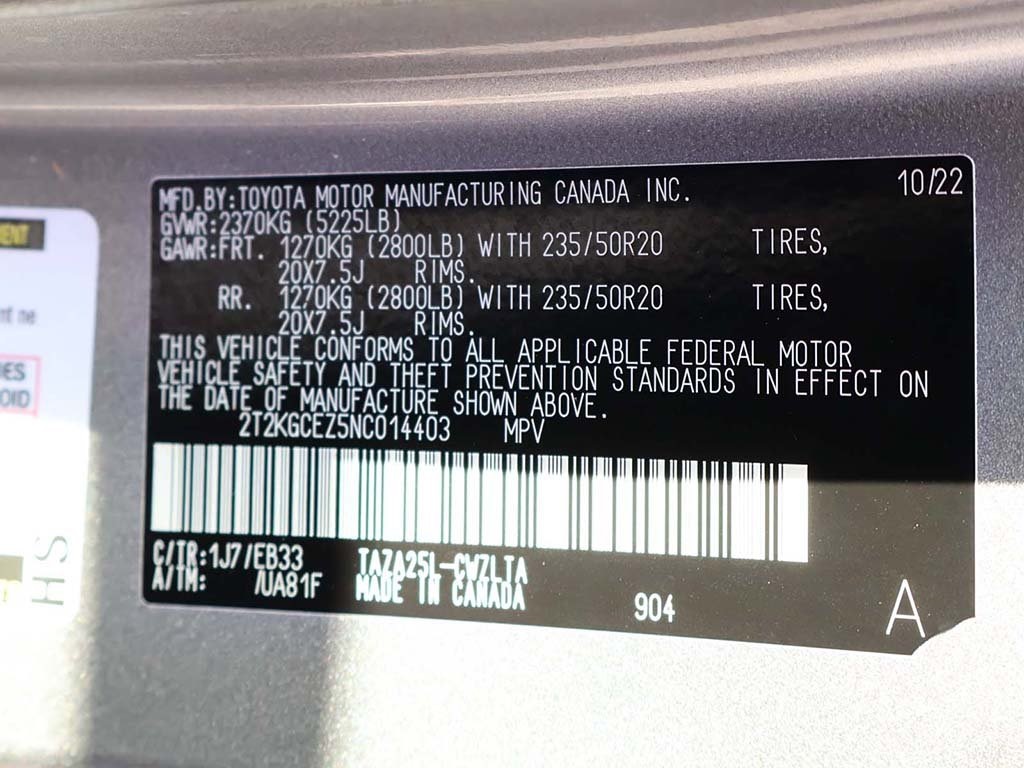 MFD.BY:TOYOTA MOTOR MANUFACTURING CANADA INC. 10/22
GVWR:2370KG (5225LB)
GAWR:FRT. 1270KG (2800LB) WITH 235/50R20 TIRES,
20X7.5J RIMS.
RR. 1270KG (2800LB) WITH 235/50R20 TIRES,
20X7.5J RIMS.
THIS VEHICLE CONFORMS TO ALL APPLICABLE FEDERAL MOTOR
VEHICLE SAFETY AND THEFT PREVENTION STANDARDS IN EFFECT ON
THE DATE OF MANUFACTURE SHOWN ABOVE.
2T2KGCEZ5NC014403 MPV
C/TR:1J7/EB33 TAZA25L-CWZLTA
A/TM: /UA81F MADE IN CANADA
904 A
HS